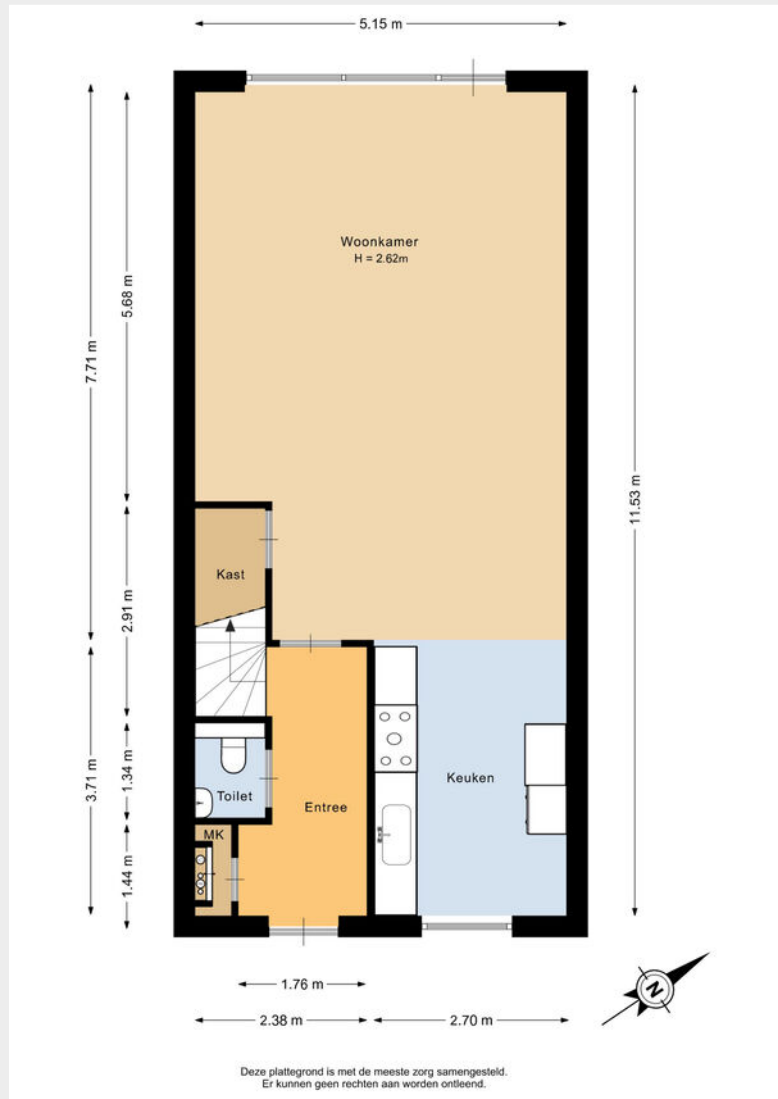 5.15 m
Woonkamer
H = 2.62m
5.68 m
7.71 m
11.53 m
Kast
2.91 m
Keuken
1.34 m
3.71 m
Toilet
Entree
MK
1.44 m
1.76 m
N
2.38 m
2.70 m
Deze plattegrond is met de meeste zorg samengesteld.
Er kunnen geen rechten aan worden ontleend.